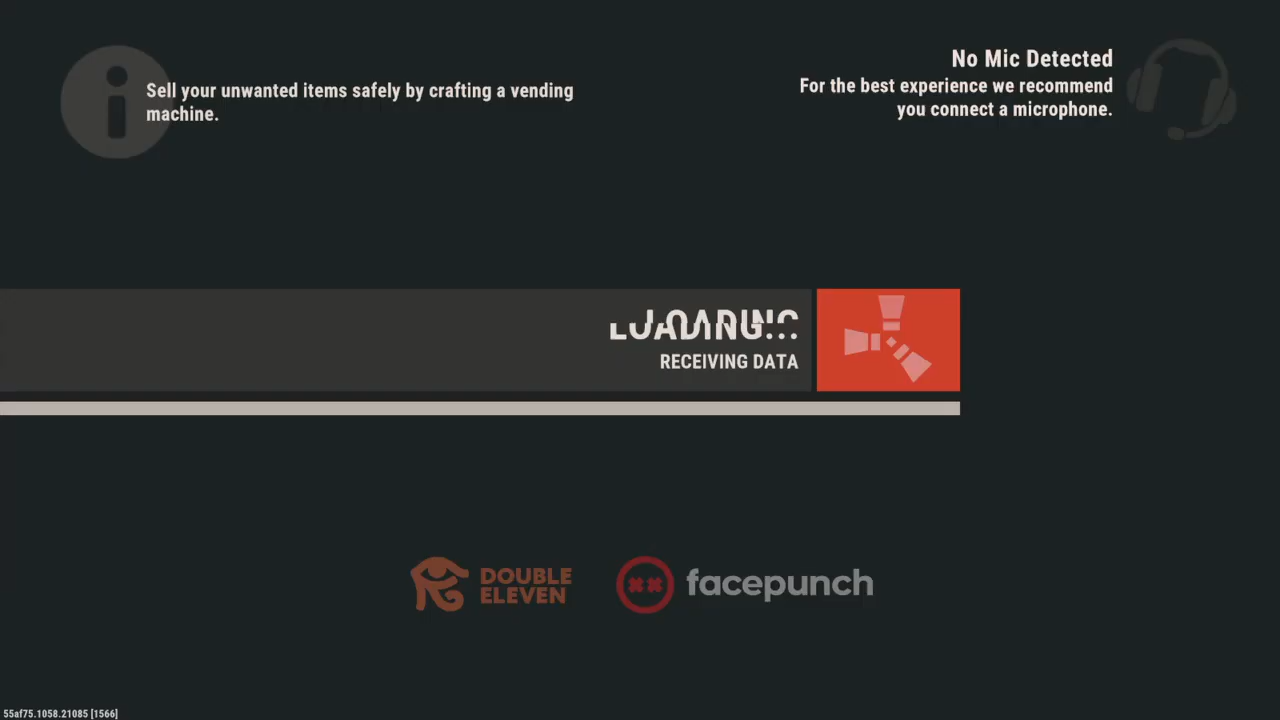 Sell your unwanted items safely by crafting a vending
machine.
No Mic Detected
For the best experience we recommend
you connect a microphone.
LOADING...
RECEIVING DATA
DOUBLE
ELEVEN
facepunch
55af75.1058.21085 [1566]